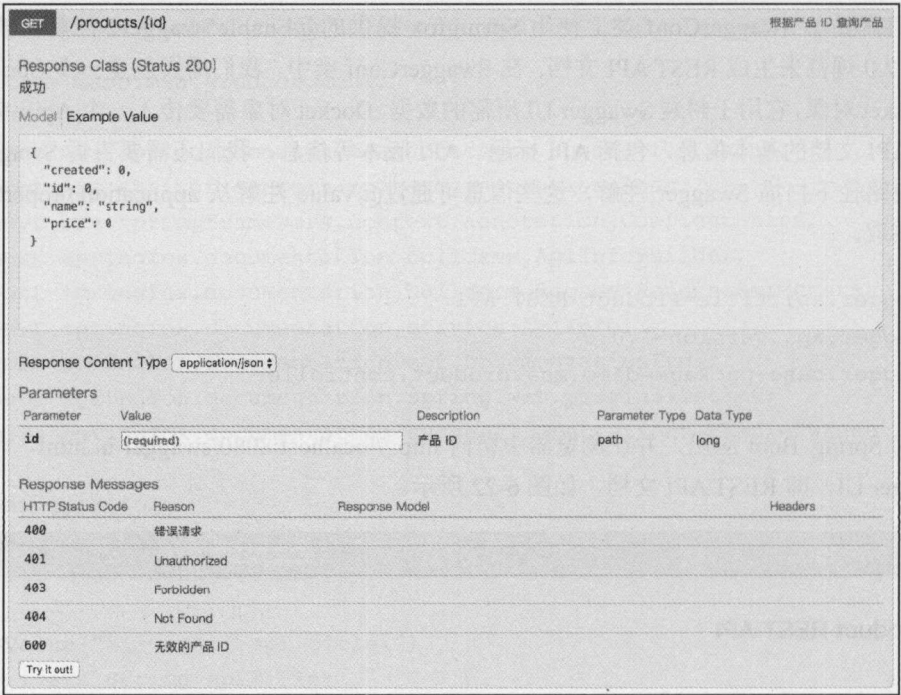 GET /products/{id} 根据产品 ID 查询产品
Response Class (Status 200)
成功
Model Example Value
{
"created": 0,
"id": 0,
"name": "string",
"price": 0
}
Response Content Type application/json
Parameters
Parameter Value Description Parameter Type Data Type
id (required) 产品 ID path long
Response Messages
HTTP Status Code Reason Response Model Headers
400 错误请求
401 Unauthorized
403 Forbidden
404 Not Found
600 无效的产品 ID
Try it out!